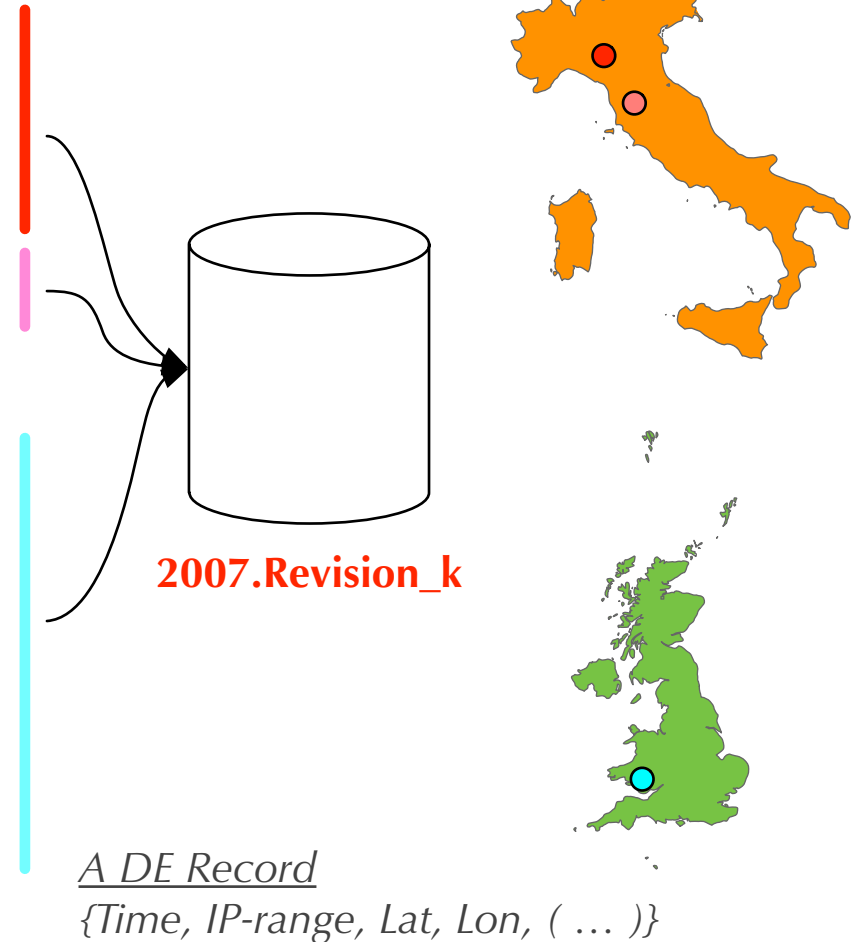 2007.Revision_k
A DE Record
{Time, IP-range, Lat, Lon, ( … )}